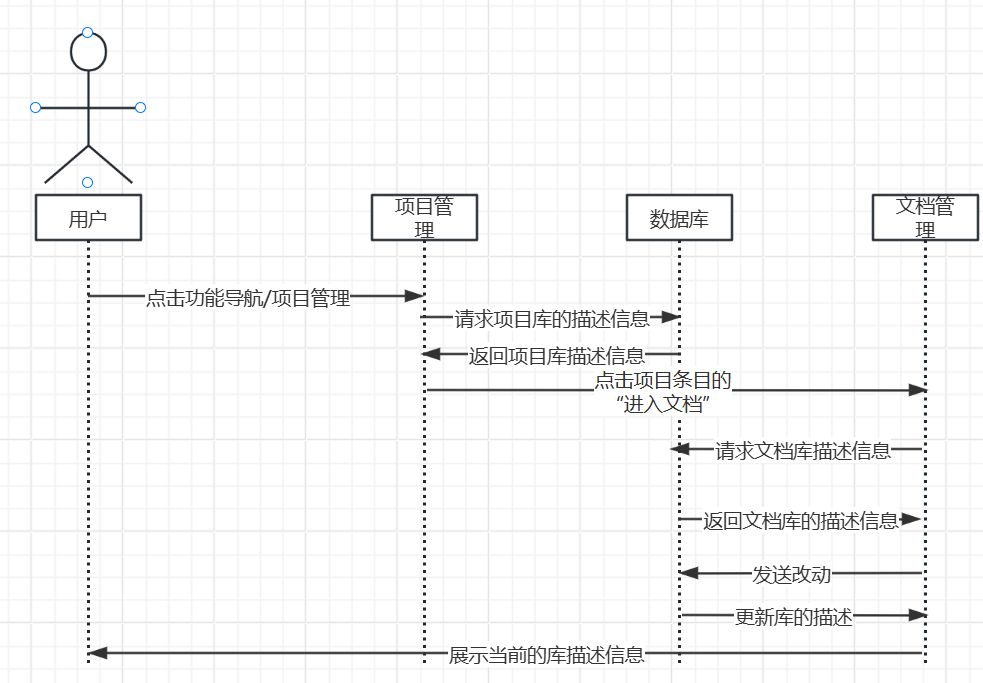 用户
项目管
理
数据库
文档管
理
点击功能导航/项目管理
请求项目库的描述信息
返回项目库描述信息
点击项目条目的
“进入文档”
请求文档库描述信息
返回文档库的描述信息
发送改动
更新库的描述
展示当前的库描述信息